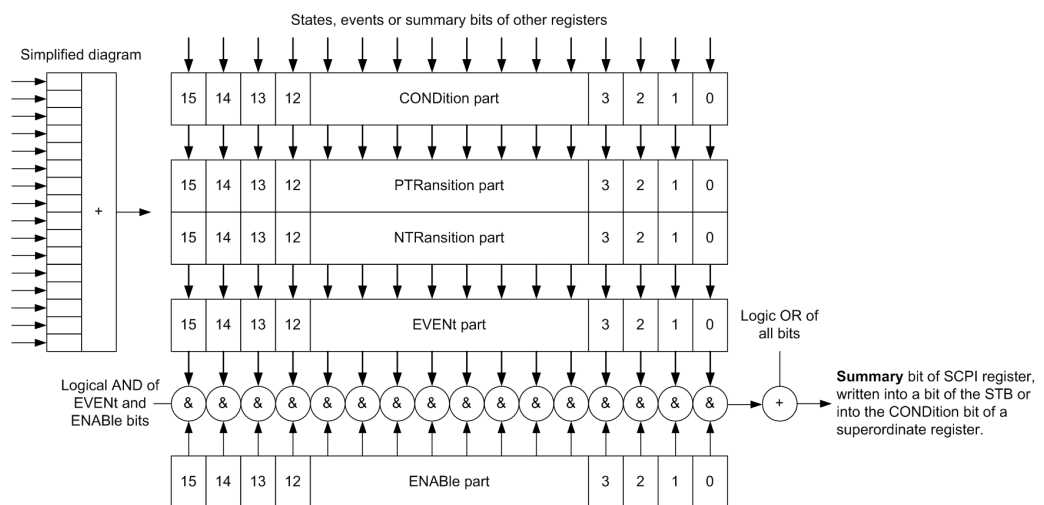 States, events or summary bits of other registers
Simplified diagram
+
15 14 13 12 CONDition part 3 2 1 0
15 14 13 12 PTRansition part 3 2 1 0
15 14 13 12 NTRansition part 3 2 1 0
15 14 13 12 EVENt part 3 2 1 0
Logic OR of
all bits
Logical AND of
EVENt and
ENABle bits
& & & & & & & & & & & & & & & &
+
Summary bit of SCPI register,
written into a bit of the STB or
into the CONDition bit of a
superordinate register.
15 14 13 12 ENABle part 3 2 1 0